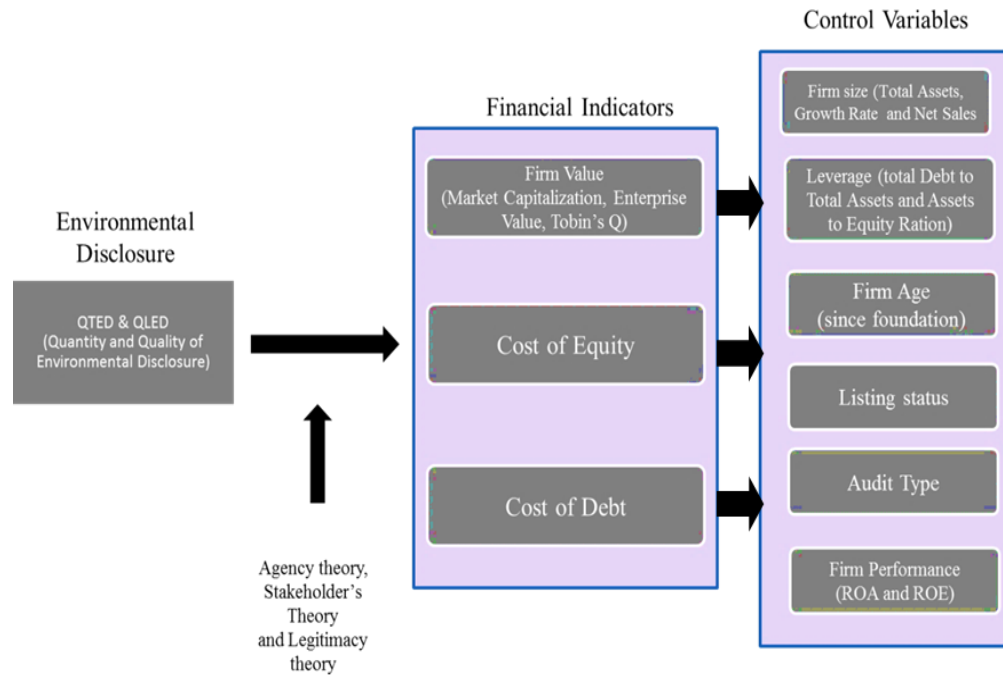 Environmental
Disclosure
QTED & QLED
(Quantity and Quality of
Environmental Disclosure)
Agency theory,
Stakeholder's
Theory
and Legitimacy
theory
Financial Indicators
Firm Value
(Market Capitalization, Enterprise
Value, Tobin's Q)
Cost of Equity
Cost of Debt
Control Variables
Firm size (Total Assets,
Growth Rate and Net Sales
Leverage (total Debt to
Total Assets and Assets
to Equity Ration)
Firm Age
(since foundation)
Listing status
Audit Type
Firm Performance
(ROA and ROE)